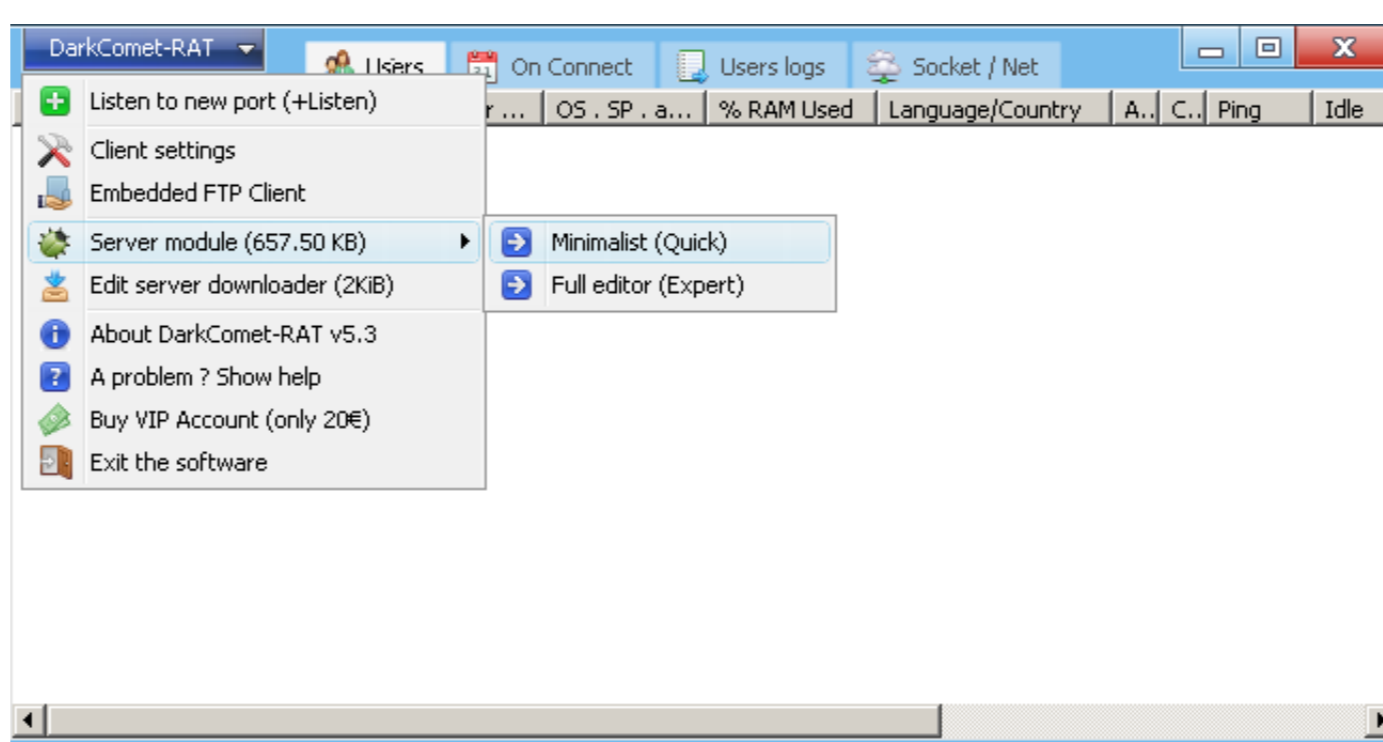 DarkComet-RAT
Users
On Connect
Users logs
Socket / Net
r ...
OS . SP . a...
% RAM Used
Language/Country
A..
C..
Ping
Idle
Listen to new port (+Listen)
Client settings
Embedded FTP Client
Server module (657.50 KB)
Minimalist (Quick)
Edit server downloader (2KiB)
Full editor (Expert)
About DarkComet-RAT v5.3
A problem ? Show help
Buy VIP Account (only 20€)
Exit the software